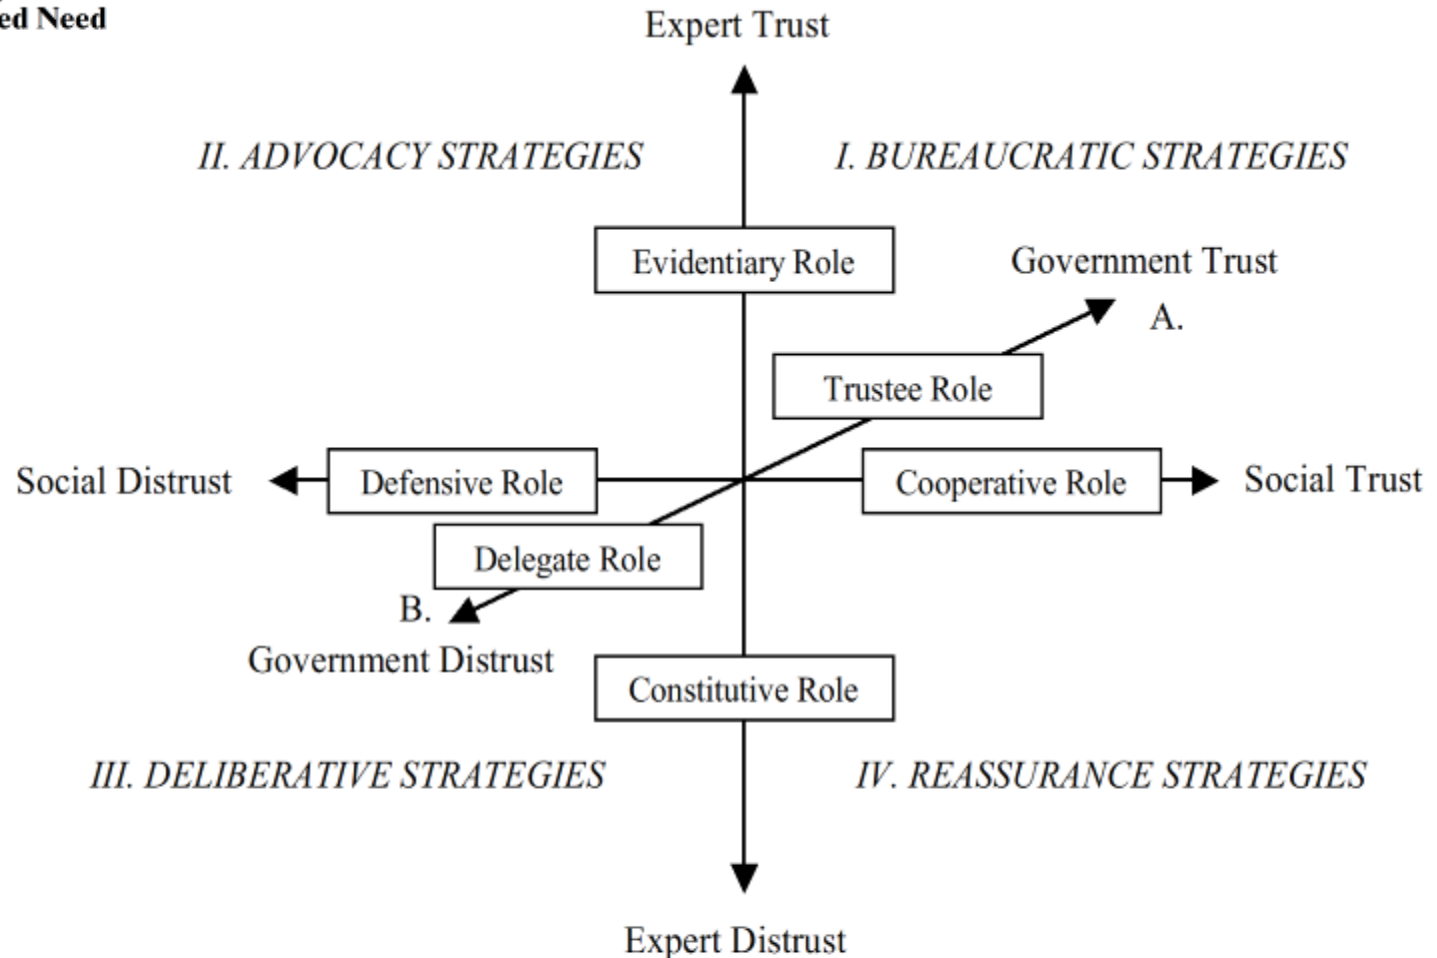 ed Need
Expert Trust
II. ADVOCACY STRATEGIES
I. BUREAUCRATIC STRATEGIES
Evidentiary Role
Government Trust
A.
Trustee Role
Social Distrust
Defensive Role
Cooperative Role
Social Trust
Delegate Role
B.
Government Distrust
Constitutive Role
III. DELIBERATIVE STRATEGIES
IV. REASSURANCE STRATEGIES
Expert Distrust